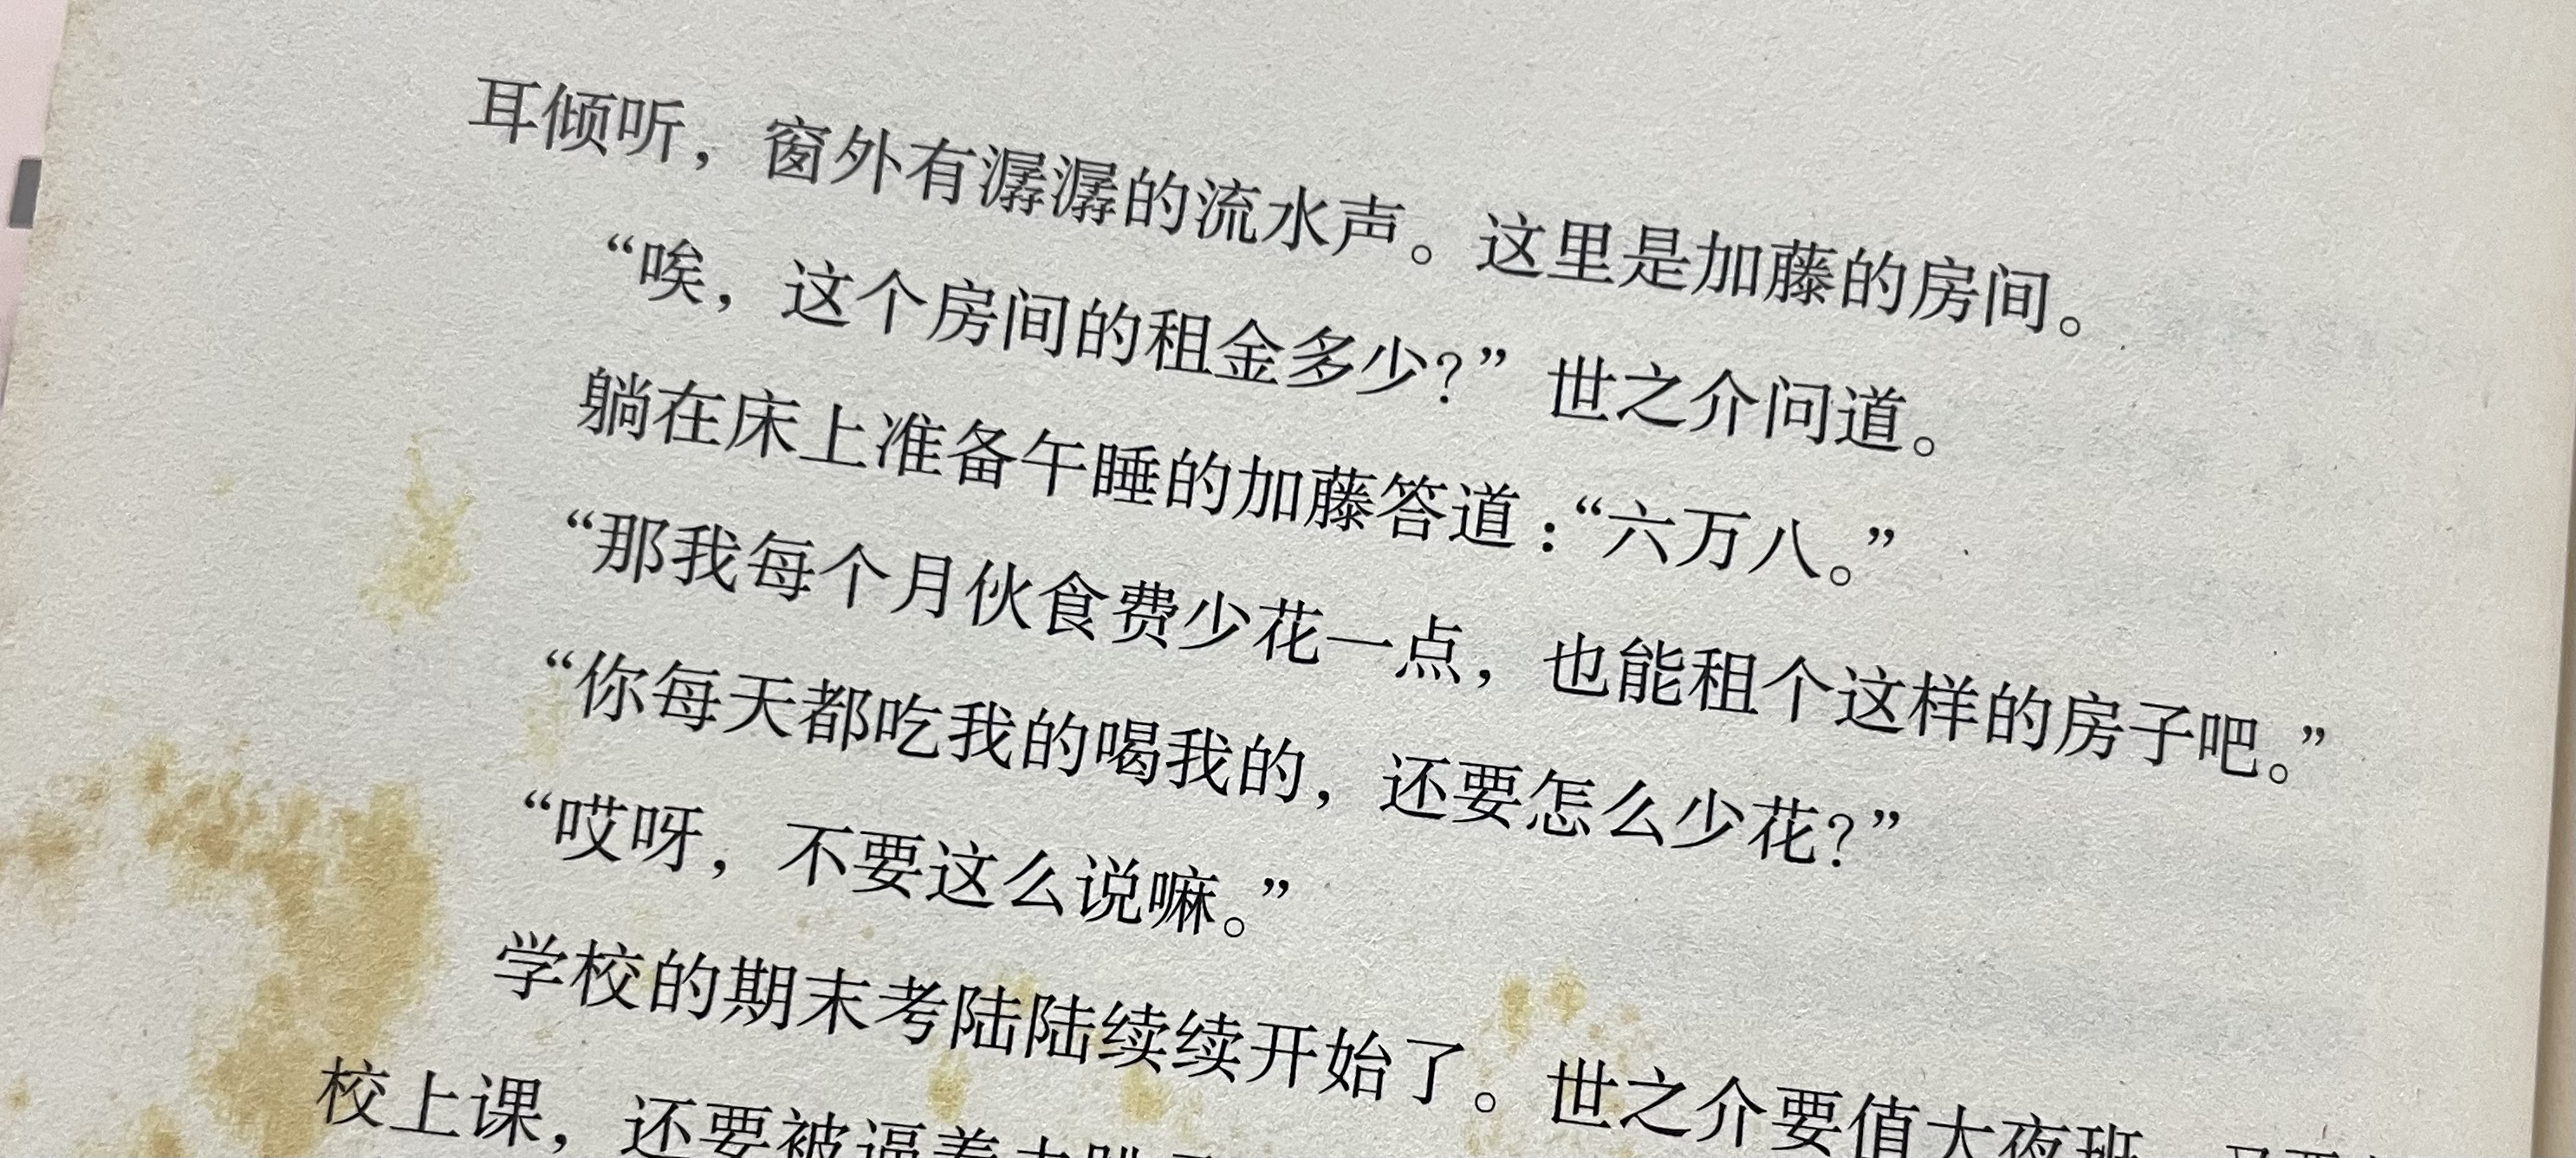 耳倾听，窗外有潺潺的流水声。这里是加藤的房间。
“唉，这个房间的租金多少？”世之介问道。
躺在床上准备午睡的加藤答道：“六万八。”
“那我每个月伙食费少花一点，也能租个这样的房子吧。”
“你每天都吃我的喝我的，还要怎么少花？”
“哎呀，不要这么说嘛。”
学校的期末考陆陆续续开始了。世之介要值大夜班，
校上课，还要被逼着去跳